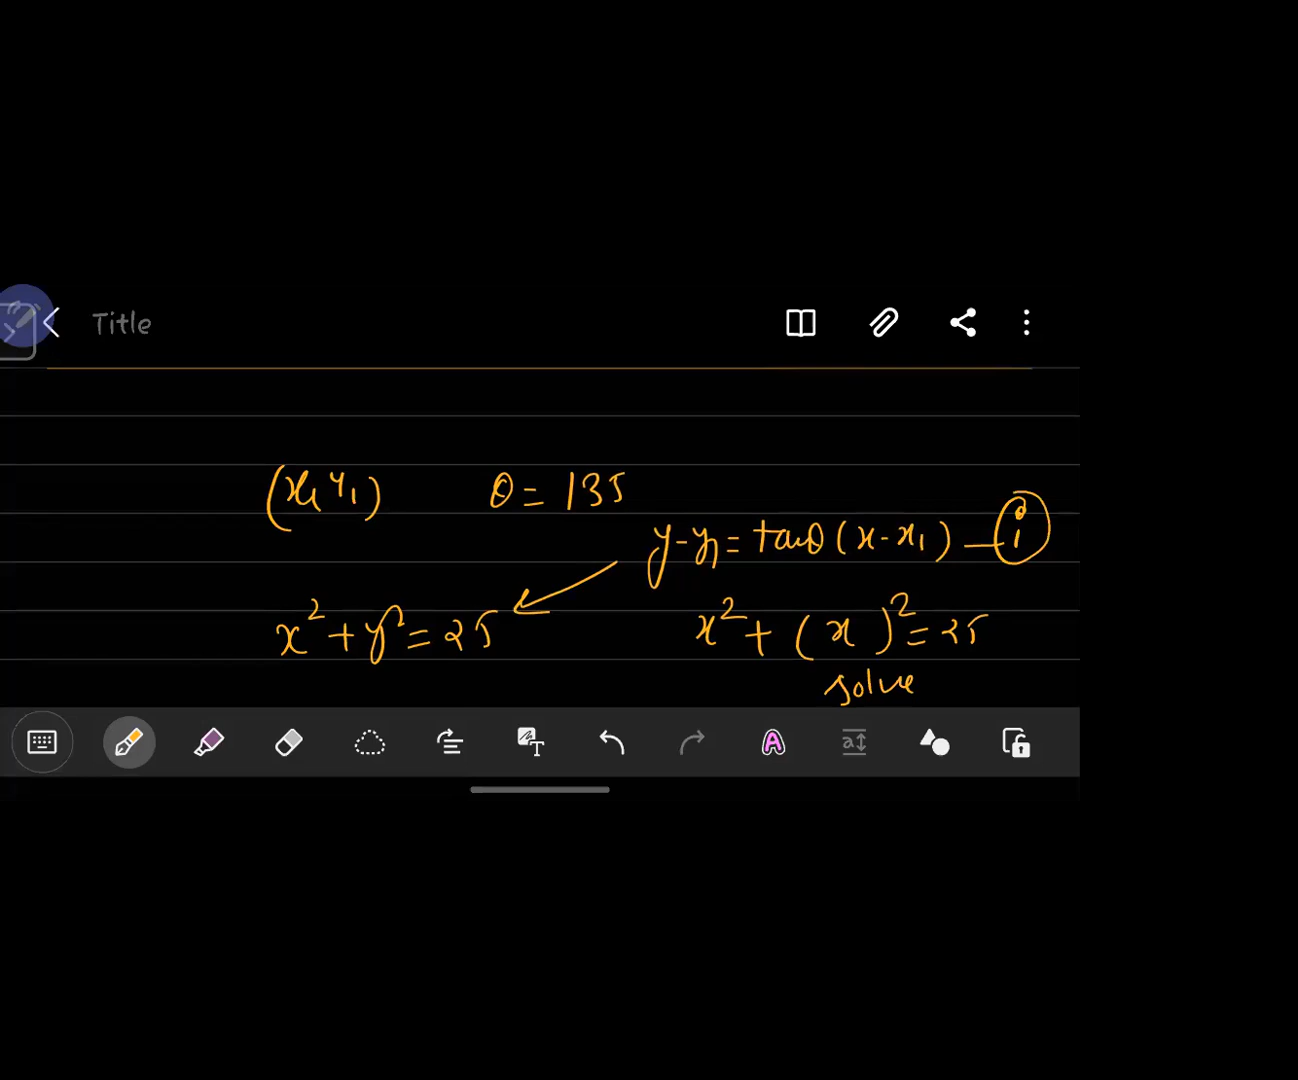 Title
(x₁ y₁) θ = 135
y-y₁ = tanθ (x-x₁) — (i)
x² + y² = 25 x² + ( x )² = 25
solve